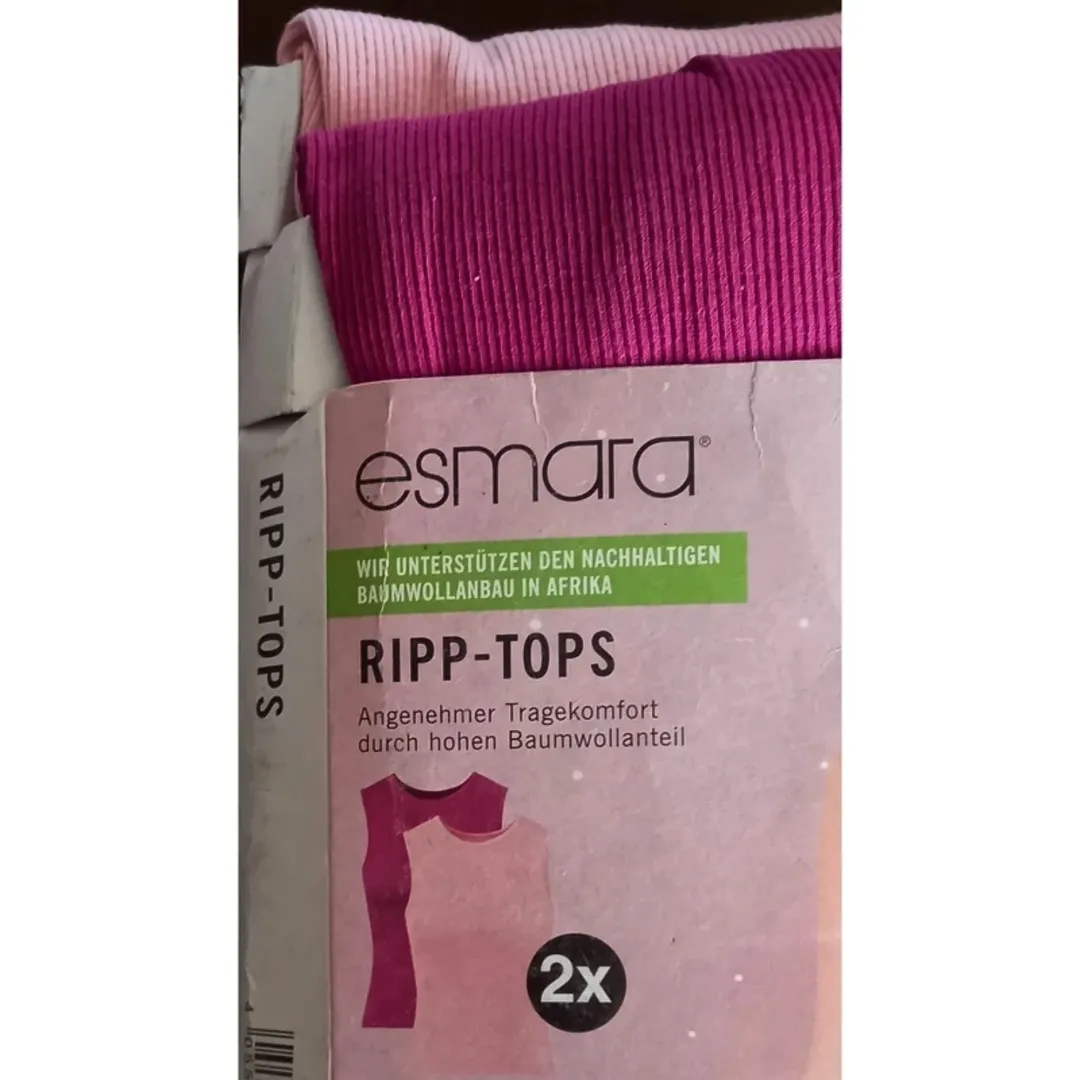 esmara®
WIR UNTERSTÜTZEN DEN NACHHALTIGEN
BAUMWOLLANBAU IN AFRIKA
RIPP-TOPS
Angenehmer Tragekomfort
durch hohen Baumwollanteil
2x
RIPP-TOPS